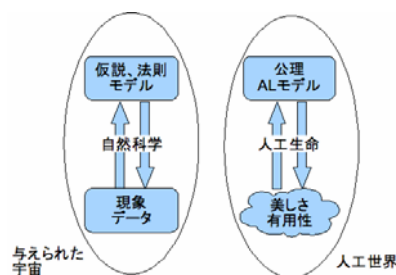 仮説、法則
モデル
自然科学
現象
データ
与えられた
宇宙
公理
ALモデル
人工生命
美しさ
有用性
人工世界